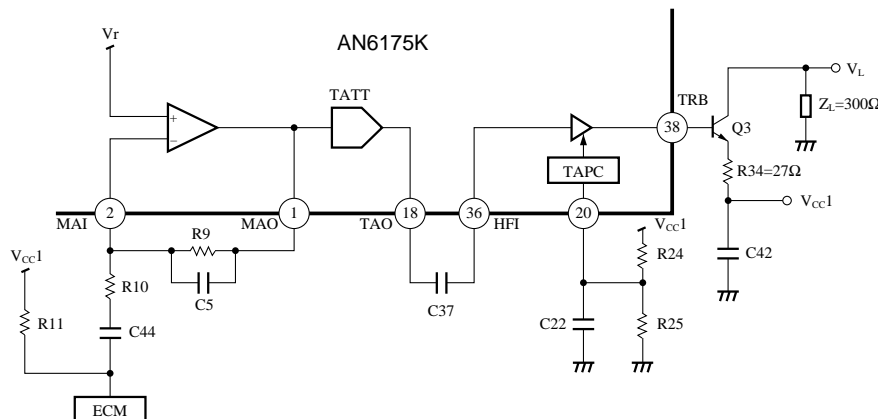 Vr
AN6175K
TATT
TRB
VL
ZL=300Ω
+
−
38
Q3
R34=27Ω
TAPC
VCC1
2
1
18
36
20
MAI
MAO
TAO
HFI
VCC1
R9
R24
C42
VCC1
R10
C5
C37
C22
R25
R11
C44
ECM